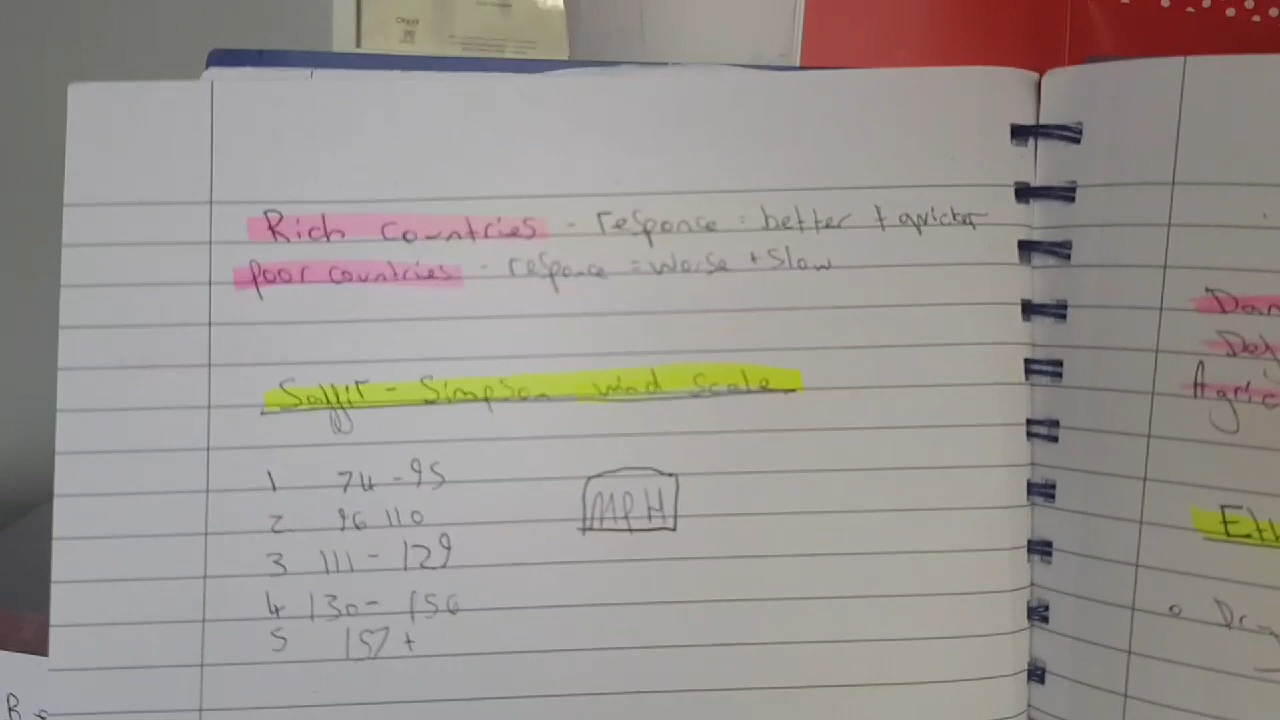 Rich countries - response = better + quicker
poor countries - response = worse + slow
Saffir - Simpson wind scale
1 74 - 95
2 96 110
MPH
3 111 - 129
4 130 - 156
5 157 +
Agric